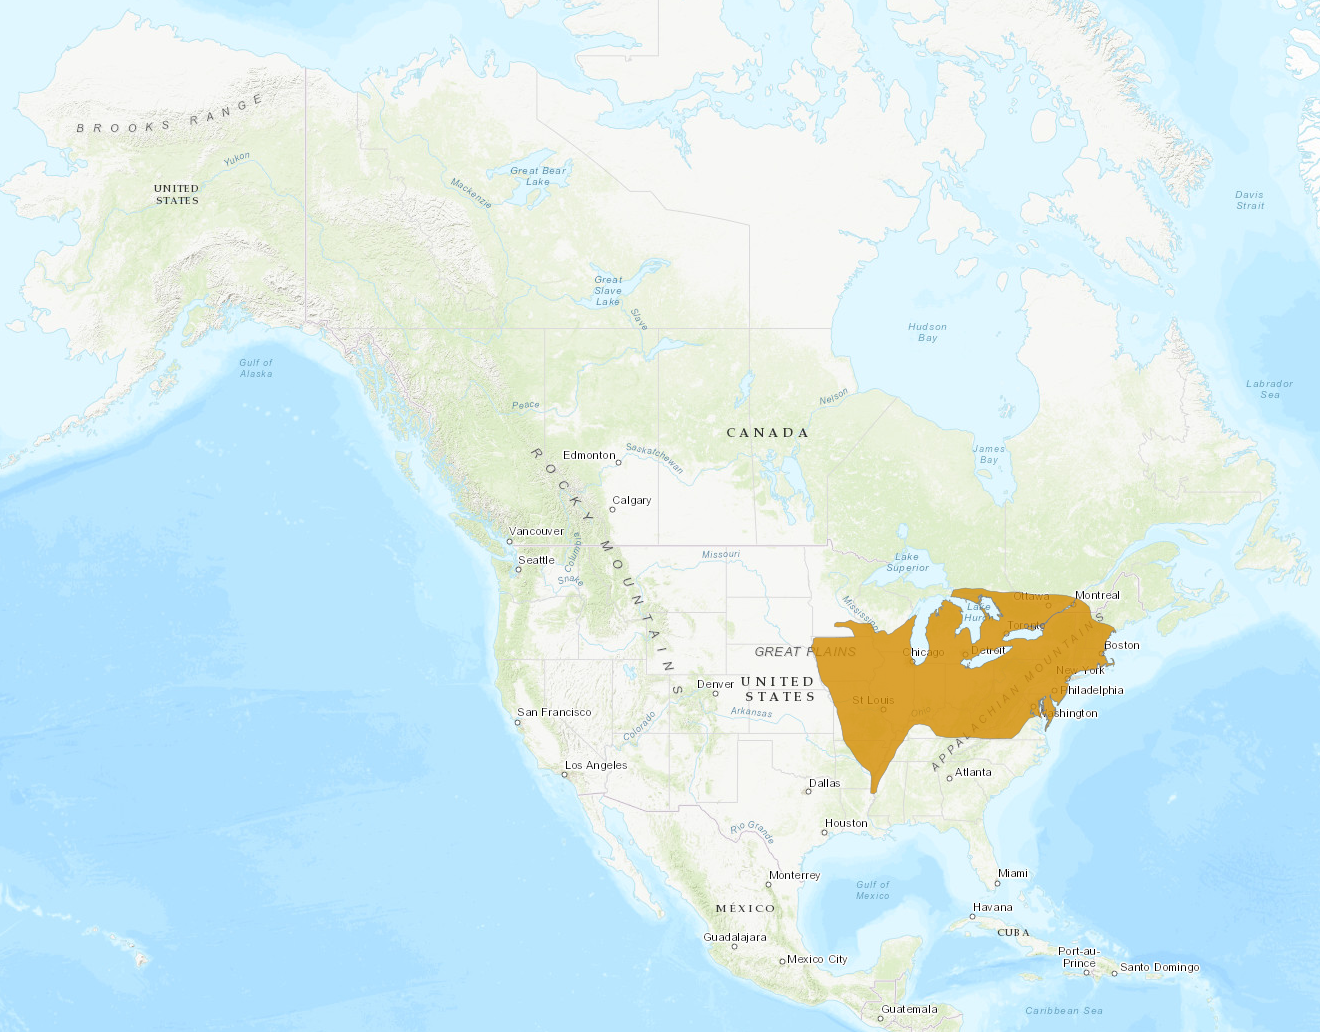 BROOKS RANGE
Yukon
UNITED
STATES
Mackenzie
Great Bear
Lake
Davis
Strait
Great
Slave
Lake
Slave
Hudson
Bay
Gulf of
Alaska
Labrador
Sea
Peace
Nelson
CANADA
James
Bay
Edmonton
Saskatchewan
ROCKY MOUNTAINS
Calgary
Vancouver
Columbia
Seattle
Snake
Missouri
Lake
Superior
Mississippi
Ottawa
Montreal
Lake
Huron
Toronto
GREAT PLAINS
Chicago
Detroit
Boston
APPALACHIAN MOUNTAINS
New York
Denver
UNITED
STATES
Philadelphia
St Louis
Ohio
Washington
San Francisco
Colorado
Arkansas
Los Angeles
Dallas
Atlanta
Houston
Rio Grande
Monterrey
Gulf of
Mexico
Miami
MÉXICO
Havana
CUBA
Guadalajara
Mexico City
Port-au-
Prince
Santo Domingo
Guatemala
Caribbean Sea